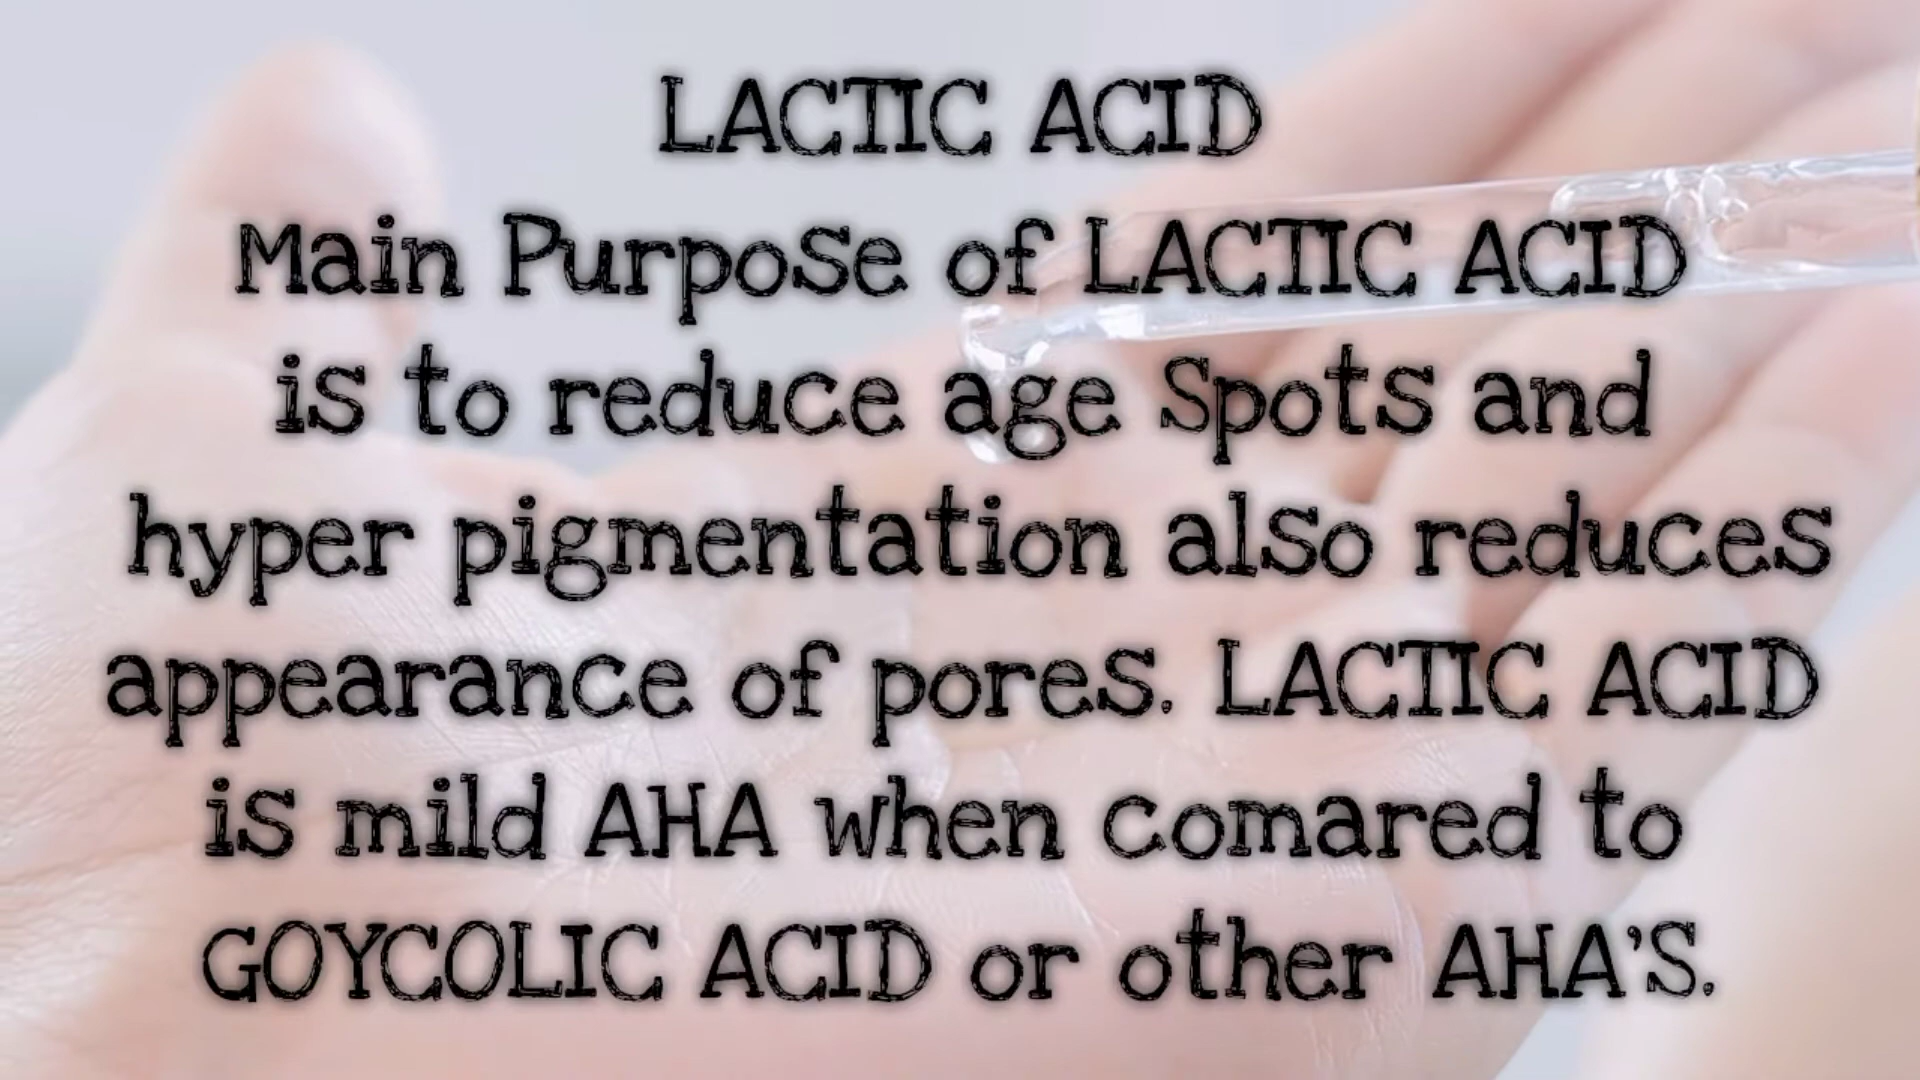 LACTIC ACID
Main Purpose of LACTIC ACID
is to reduce age Spots and
hyper pigmentation also reduces
appearance of pores. LACTIC ACID
is mild AHA when comared to
GOYCOLIC ACID or other AHA'S.